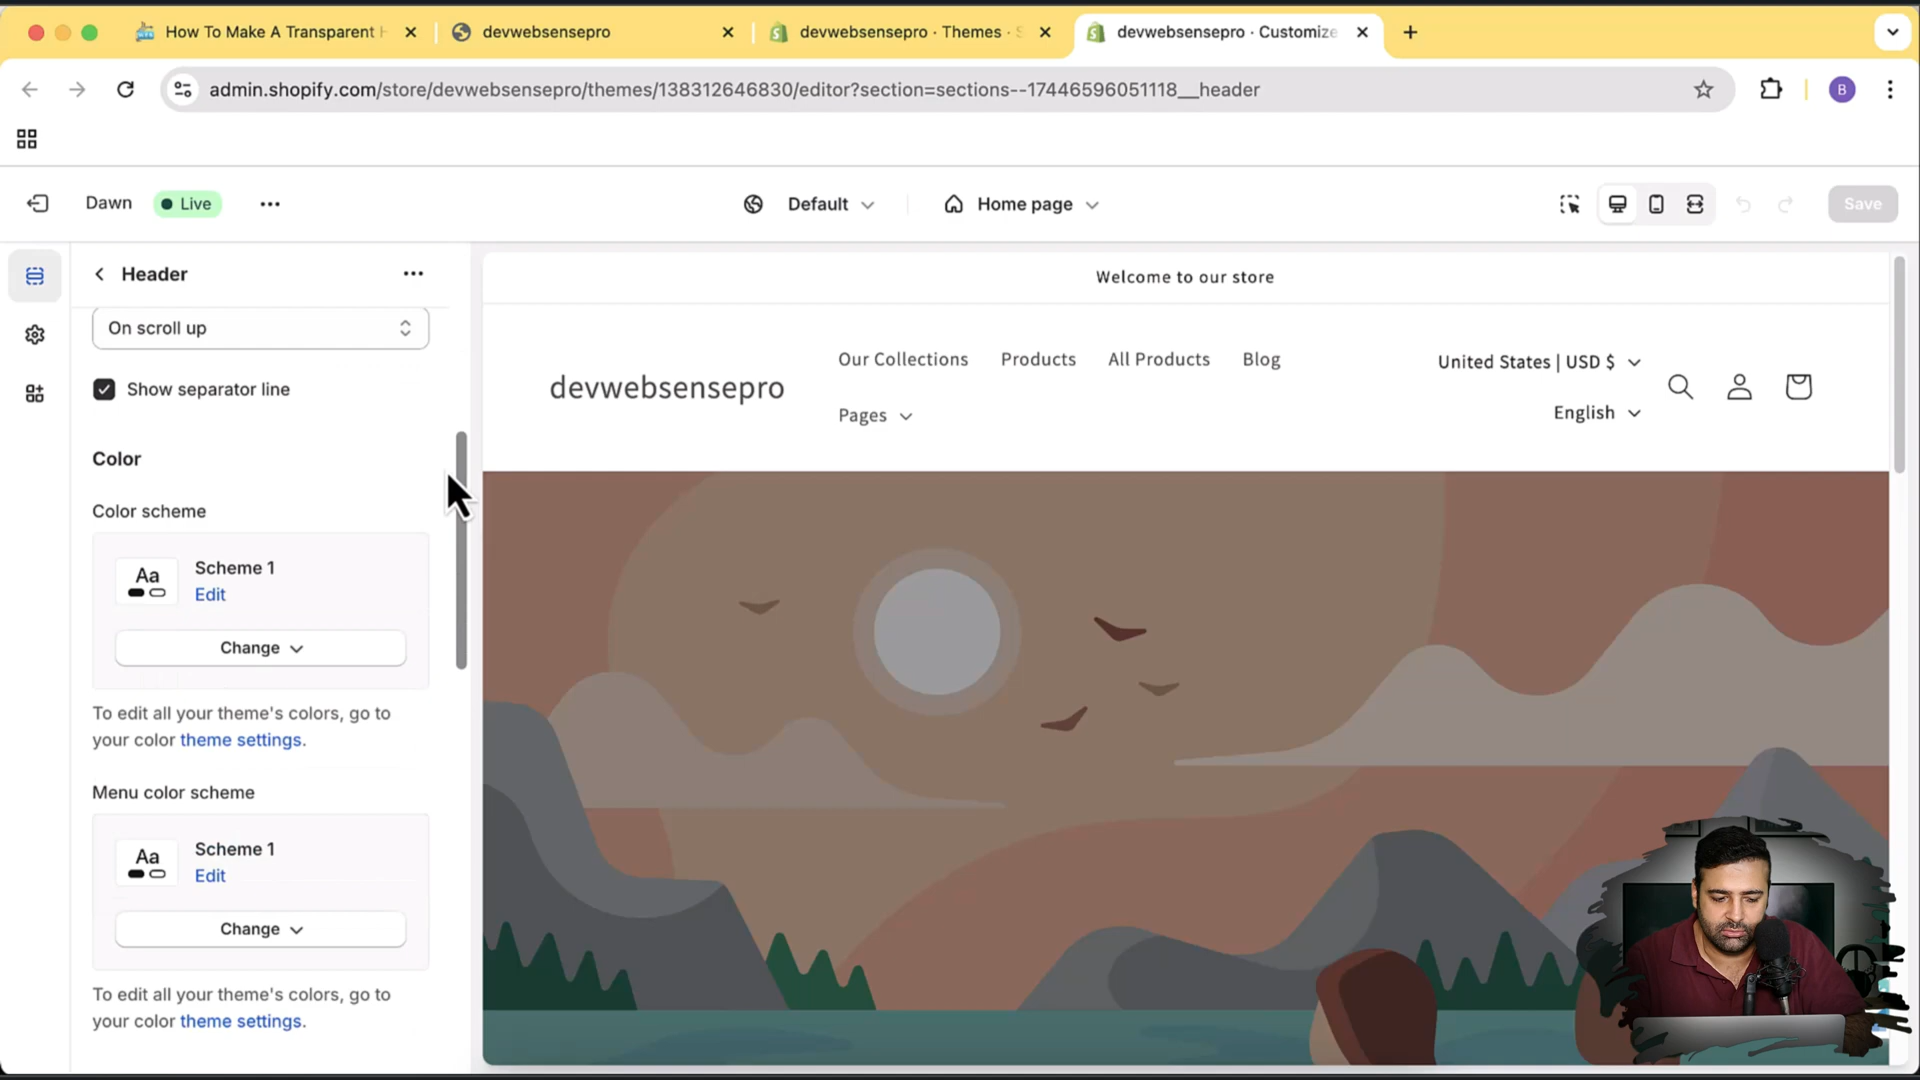 How To Make A Transparent H
devwebsensepro
devwebsensepro · Themes · S
devwebsensepro · Customize
admin.shopify.com/store/devwebsensepro/themes/138312646830/editor?section=sections--17446596051118__header
B
Dawn
Live
Default
Home page
Save
Header
On scroll up
Show separator line
Color
Color scheme
Aa
Scheme 1
Edit
Change
To edit all your theme's colors, go to
your color theme settings.
Menu color scheme
Aa
Scheme 1
Edit
Change
To edit all your theme's colors, go to
your color theme settings.
Welcome to our store
devwebsensepro
Our Collections
Products
All Products
Blog
Pages
United States | USD $
English